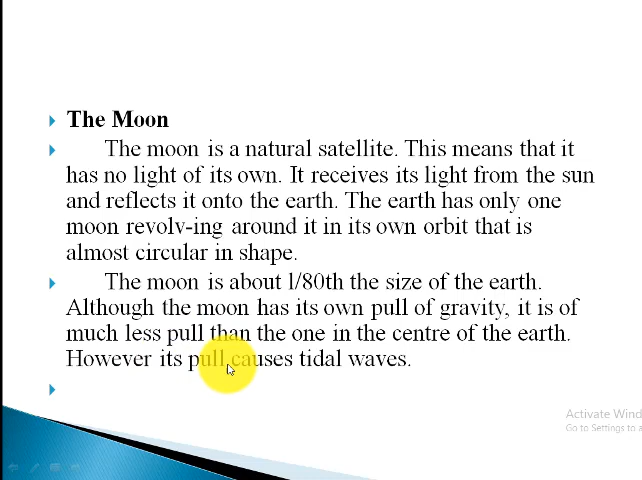 The Moon
The moon is a natural satellite. This means that it
has no light of its own. It receives its light from the sun
and reflects it onto the earth. The earth has only one
moon revolv-ing around it in its own orbit that is
almost circular in shape.
The moon is about l/80th the size of the earth.
Although the moon has its own pull of gravity, it is of
much less pull than the one in the centre of the earth.
However its pull causes tidal waves.
Activate Wind
Go to Settings to a